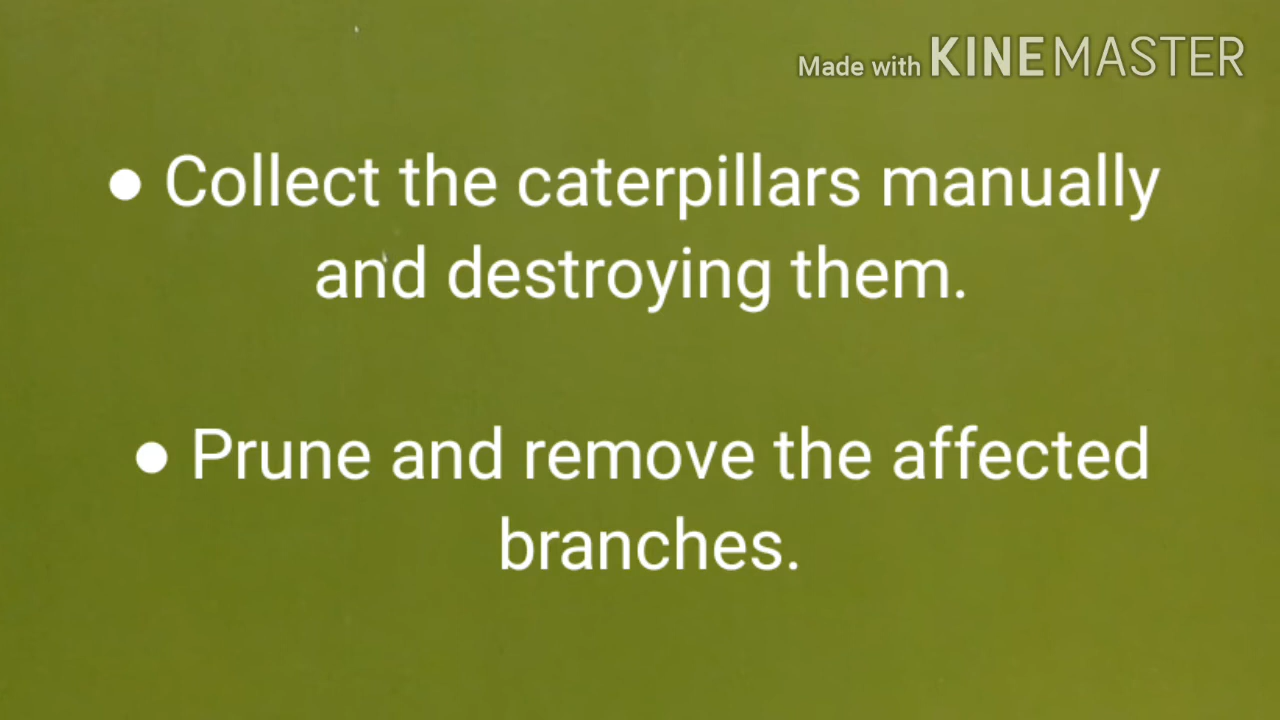 Made with KINEMASTER
● Collect the caterpillars manually
and destroying them.
● Prune and remove the affected
branches.